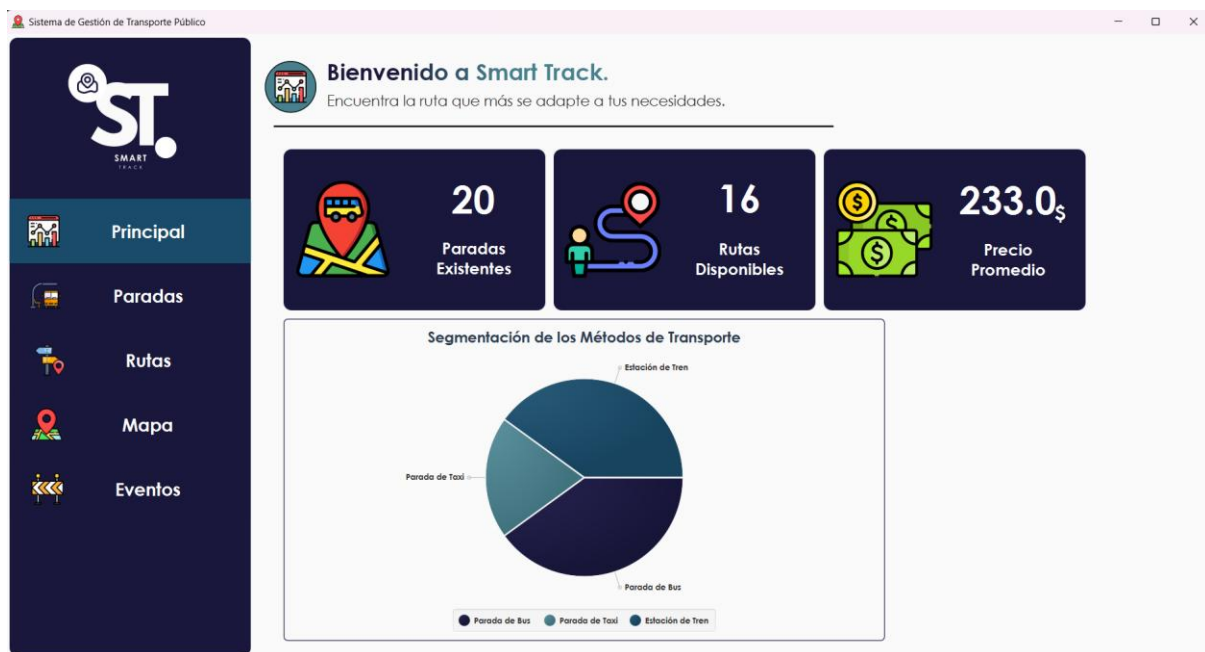 Sistema de Gestión de Transporte Público
ST.
SMART
TRACK
Principal
Paradas
Rutas
Mapa
Eventos
Bienvenido a Smart Track.
Encuentra la ruta que más se adapte a tus necesidades.
20
Paradas
Existentes
16
Rutas
Disponibles
233.0$
Precio
Promedio
Segmentación de los Métodos de Transporte
Estación de Tren
Parada de Taxi
Parada de Bus
Parada de Bus Parada de Taxi Estación de Tren